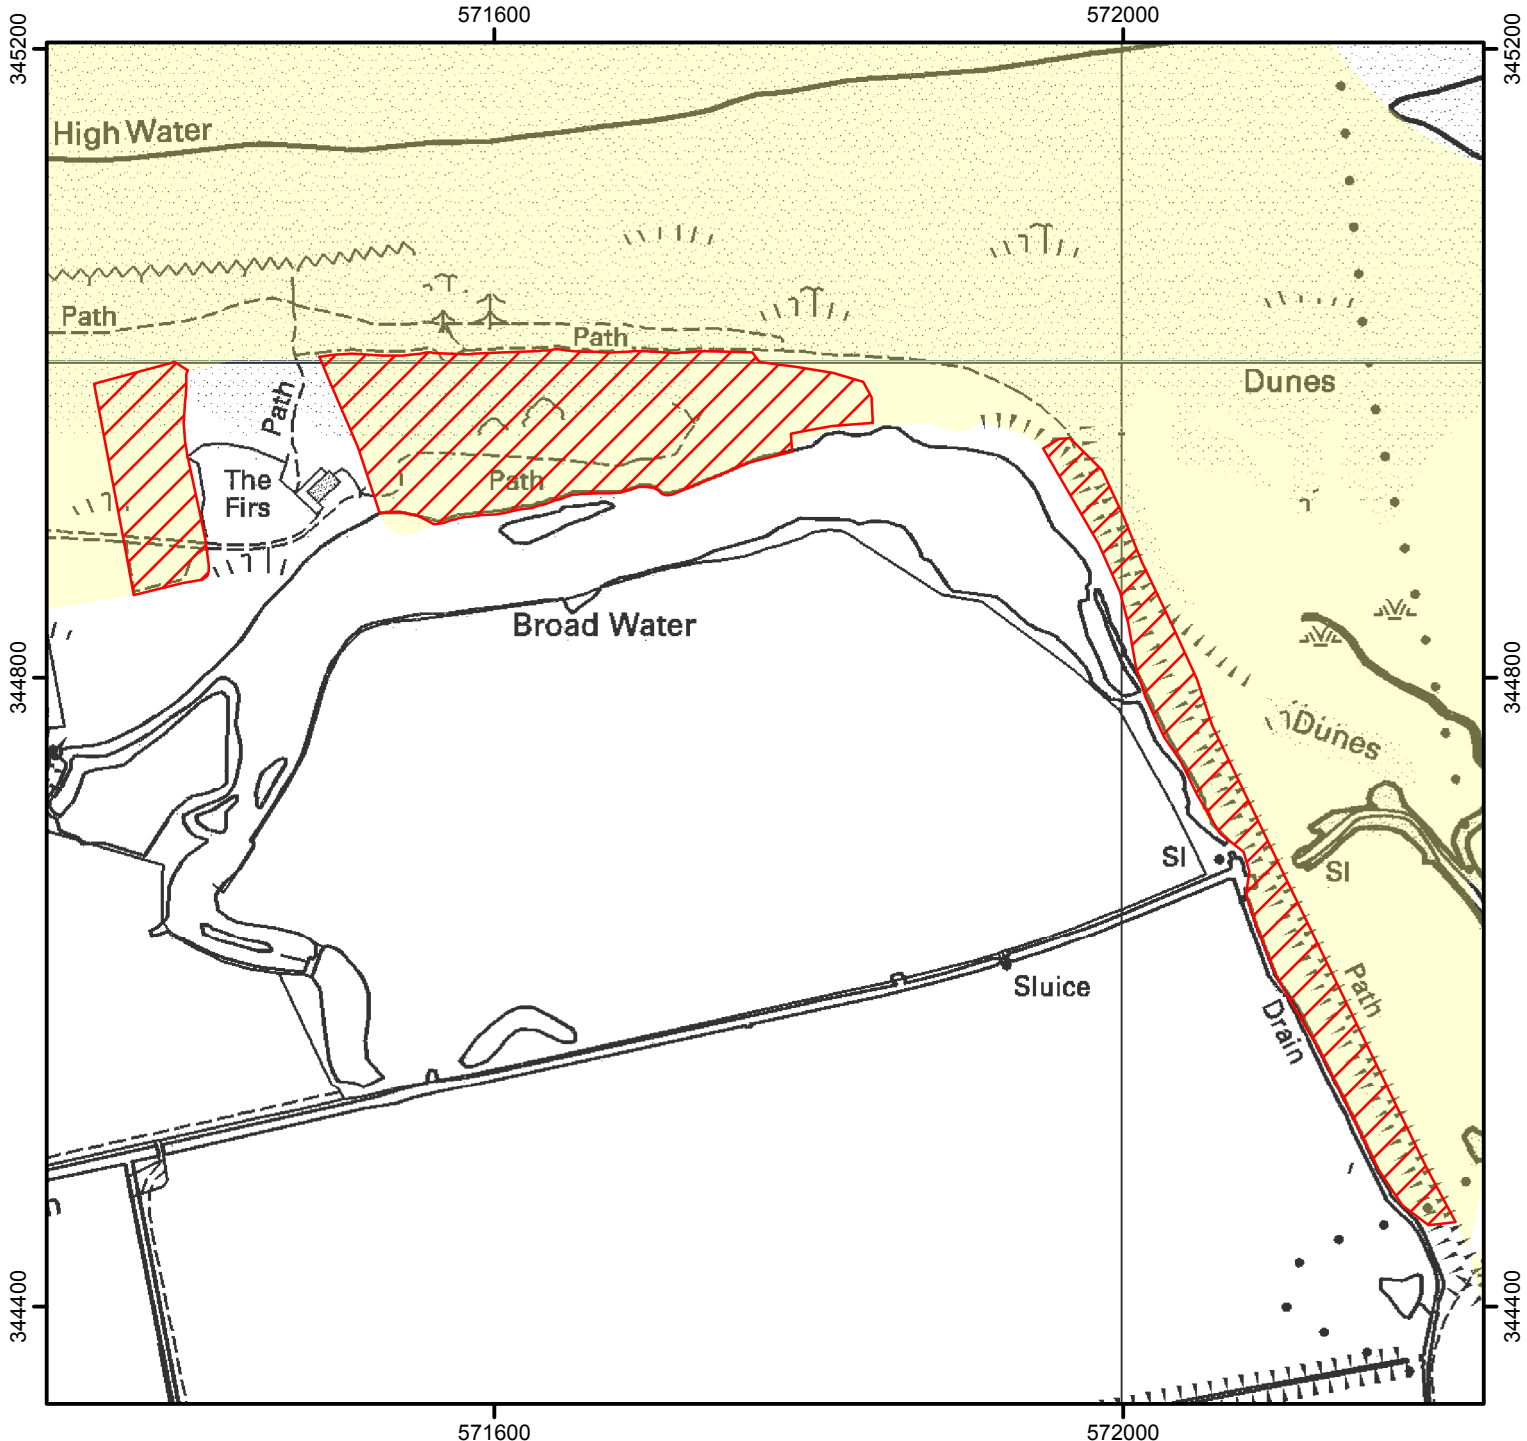 571600
572000
345200
345200
High Water
Path
Path
Dunes
Path
The
Firs
Path
Broad Water
344800
344800
Dunes
Sl
Sl
Sluice
Path
Drain
344400
344400
571600
572000